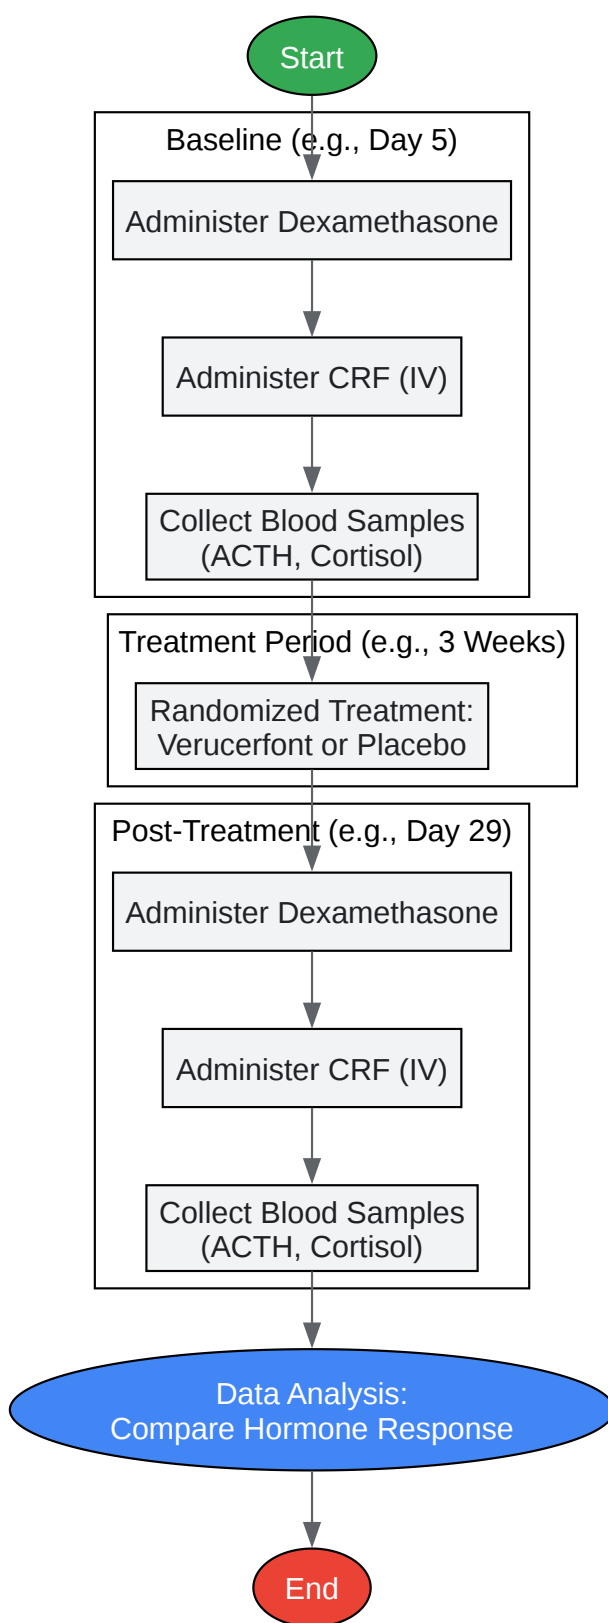 Start
Baseline (e.g., Day 5)
Administer Dexamethasone
Administer CRF (IV)
Collect Blood Samples
(ACTH, Cortisol)
Treatment Period (e.g., 3 Weeks)
Randomized Treatment:
Verucerfont or Placebo
Post-Treatment (e.g., Day 29)
Administer Dexamethasone
Administer CRF (IV)
Collect Blood Samples
(ACTH, Cortisol)
Data Analysis:
Compare Hormone Response
End